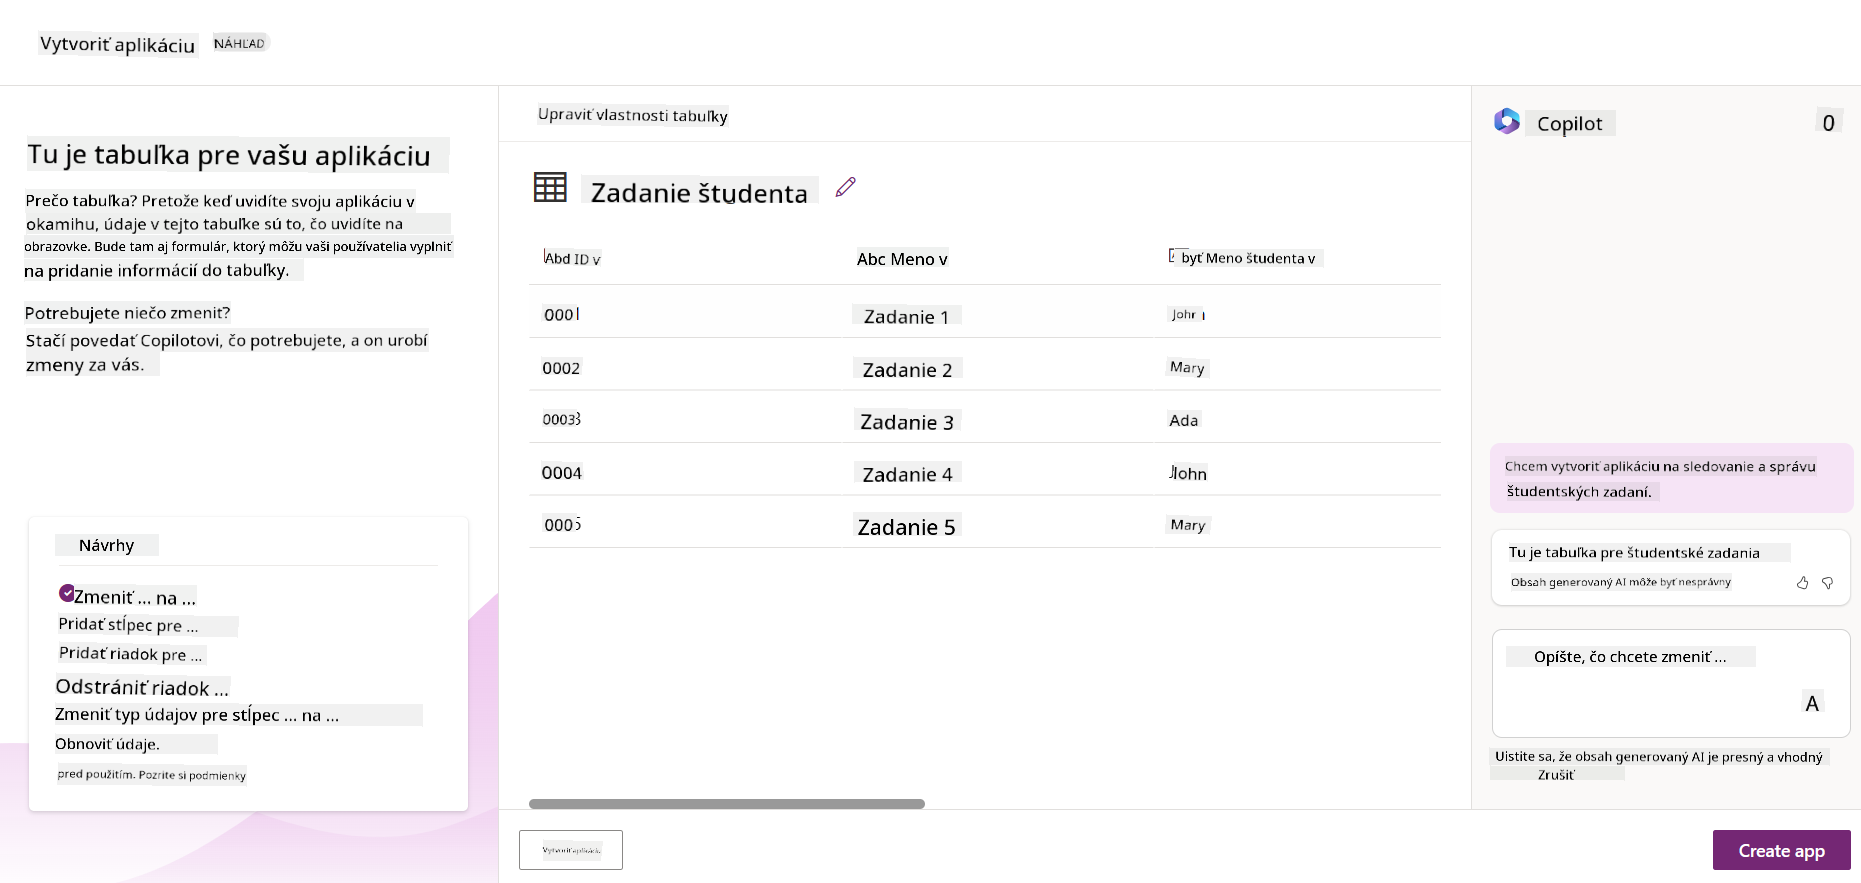 Vytvoriť aplikáciu NÁHĽAD
Tu je tabuľka pre vašu aplikáciu
Prečo tabuľka? Pretože keď uvidíte svoju aplikáciu v
okamihu, údaje v tejto tabuľke sú to, čo uvidíte na
obrazovke. Bude tam aj formulár, ktorý môžu vaši používatelia vyplniť
na pridanie informácií do tabuľky.
Potrebujete niečo zmenit?
Stačí povedať Copilotovi, čo potrebujete, a on urobí
zmeny za vás.
Návrhy
Zmeniť ... na ...
Pridať stĺpec pre ...
Pridať riadok pre ...
Odstrániť riadok ...
Zmeniť typ údajov pre stĺpec ... na ...
Obnoviť údaje.
pred použitím. Pozrite si podmienky
Upraviť vlastnosti tabuľky
Zadanie študenta
Abd ID v Abc Meno v byť Meno študenta v
0001 Zadanie 1 John
0002 Zadanie 2 Mary
0003 Zadanie 3 Ada
0004 Zadanie 4 John
0005 Zadanie 5 Mary
Vytvoriť aplikáciu
Copilot 0
Chcem vytvoriť aplikáciu na sledovanie a správu
študentských zadaní.
Tu je tabuľka pre študentské zadania
Obsah generovaný AI môže byť nesprávny
Opíšte, čo chcete zmeniť ...
A
Uistite sa, že obsah generovaný AI je presný a vhodný
Zrušiť
Create app